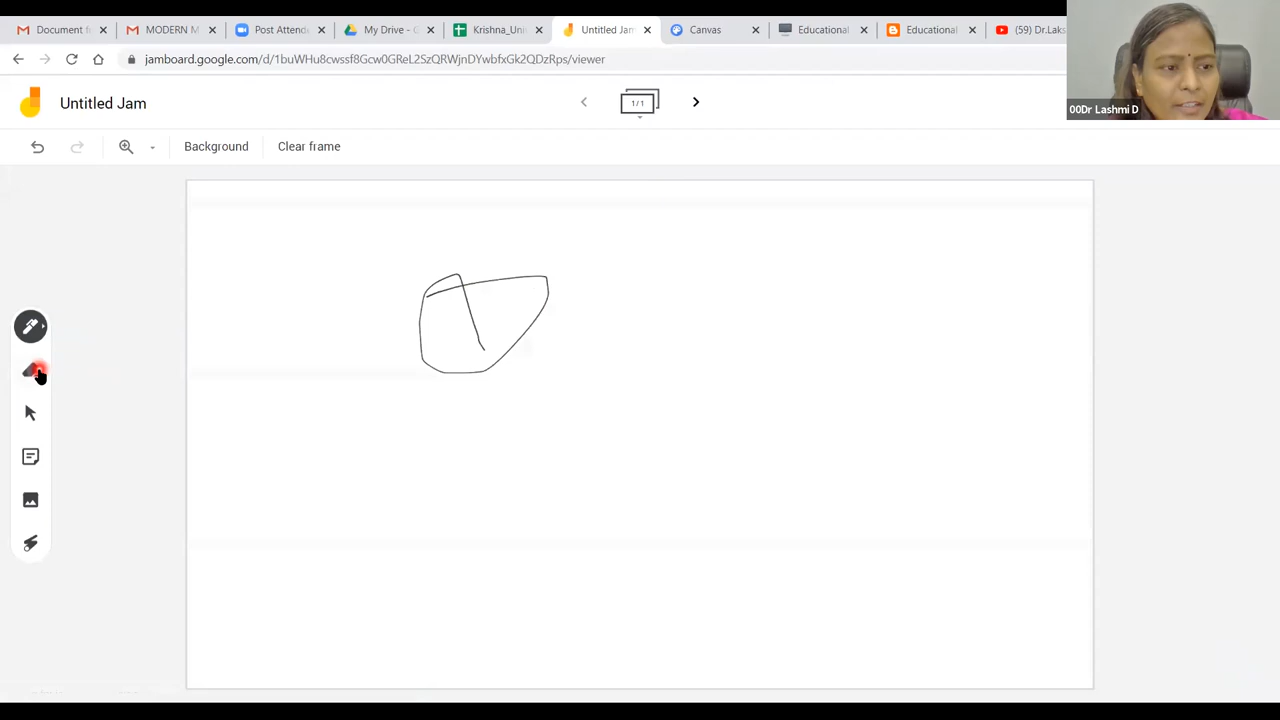 Document MODERN M Post Attend My Drive - G Krishna_Uni Untitled Jam Canvas Educational Educational (59) Dr.Laks
jamboard.google.com/d/1buWHu8cwssf8Gcw0GReL2SzQRWjnDYwbfxGk2QDzRps/viewer
00Dr Lashmi D
Untitled Jam
1/1
Background Clear frame